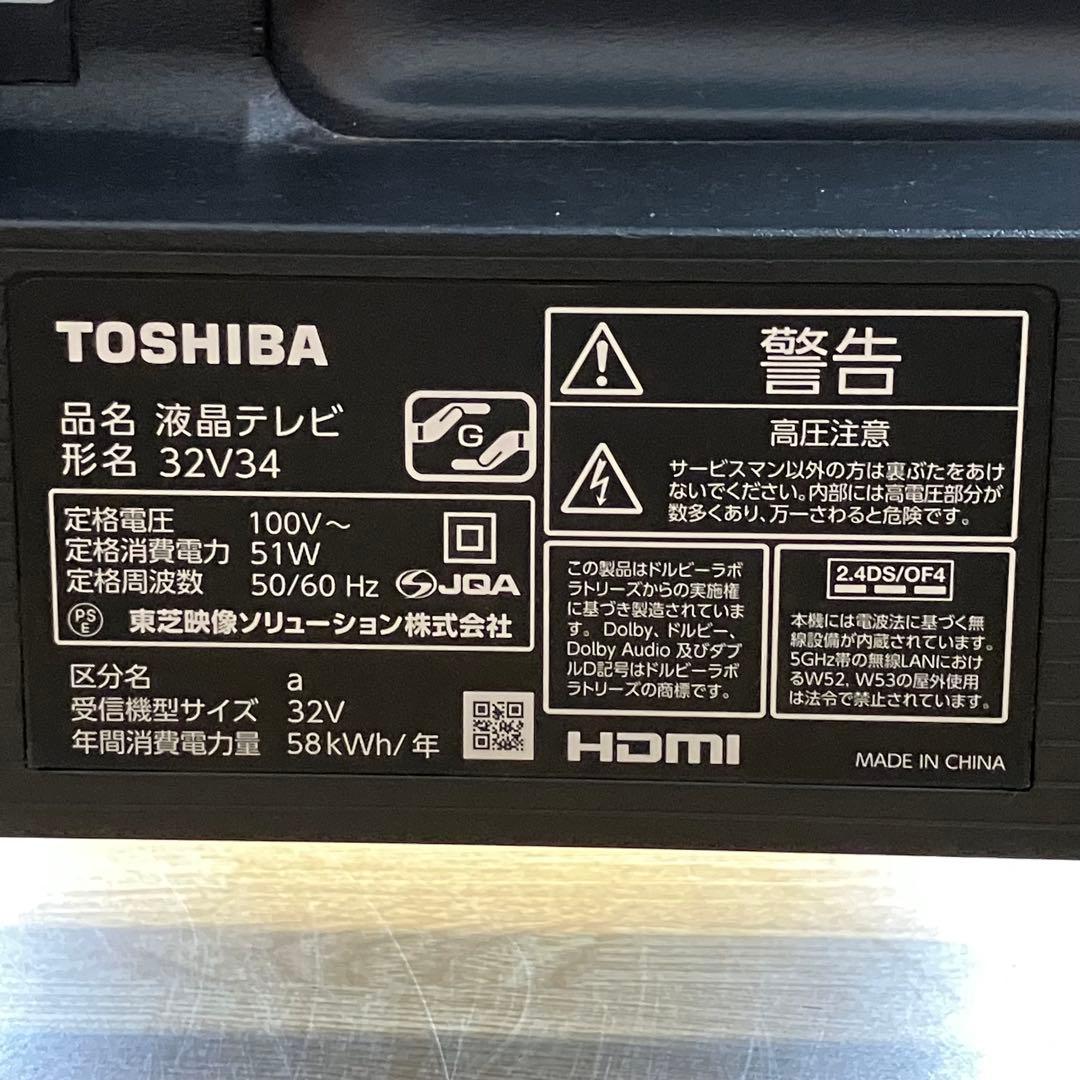 TOSHIBA
品名 液晶テレビ
形名 32V34
G
定格電圧 100V～
定格消費電力 51W
定格周波数 50/60 Hz
JQA
PS
E
東芝映像ソリューション株式会社
区分名 a
受信機型サイズ 32V
年間消費電力量 58kWh/年
警告
高圧注意
サービスマン以外の方は裏ぶたをあけ
ないでください。内部には高電圧部分が
数多くあり、万一さわると危険です。
この製品はドルビーラボ
ラトリーズからの実施権
に基づき製造されていま
す。Dolby、ドルビー、
Dolby Audio 及びダブ
ルD記号はドルビーラボ
ラトリーズの商標です。
2.4DS/OF4
本機には電波法に基づく無
線設備が内蔵されています。
5GHz帯の無線LANにおけ
るW52, W53の屋外使用
は法令で禁止されています。
HDMI
MADE IN CHINA